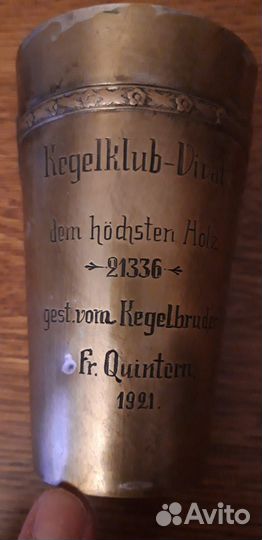 Kegelklub-Virat
dem höchsten Holz
21336
gest. vom Kegelbruder
Fr. Quintern
1921.
Avito